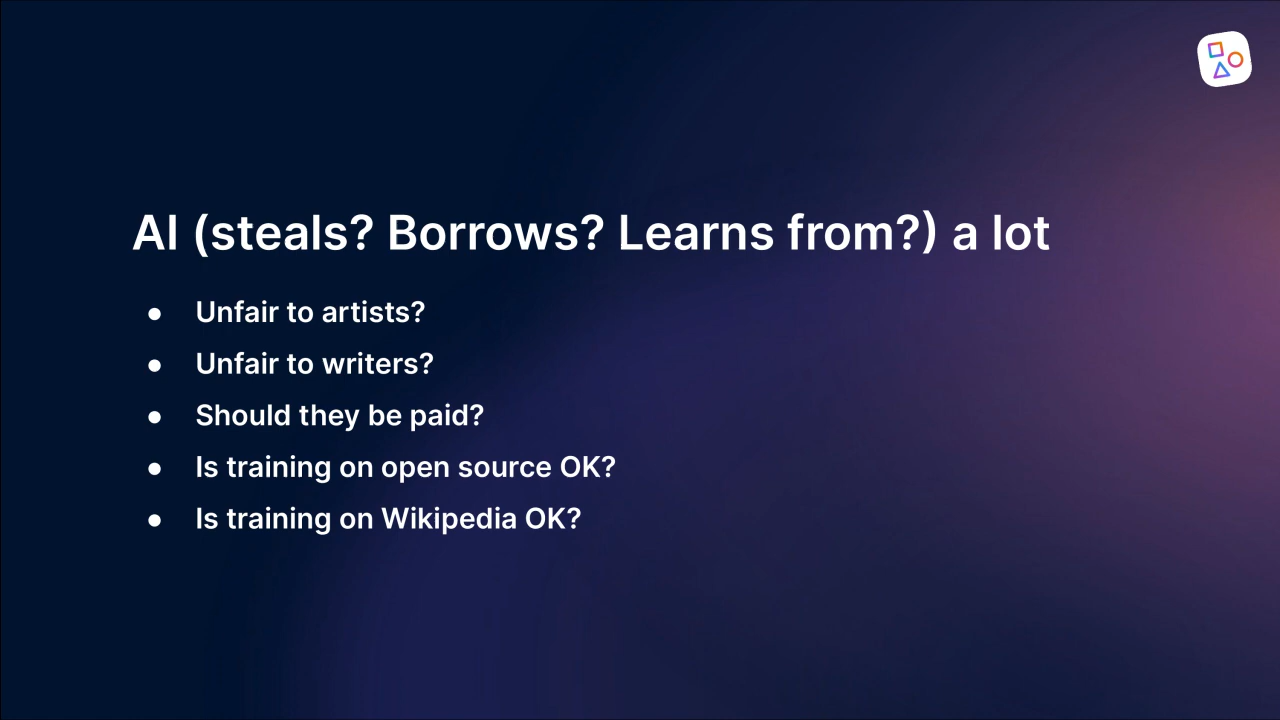 AI (steals? Borrows? Learns from?) a lot
● Unfair to artists?
● Unfair to writers?
● Should they be paid?
● Is training on open source OK?
● Is training on Wikipedia OK?